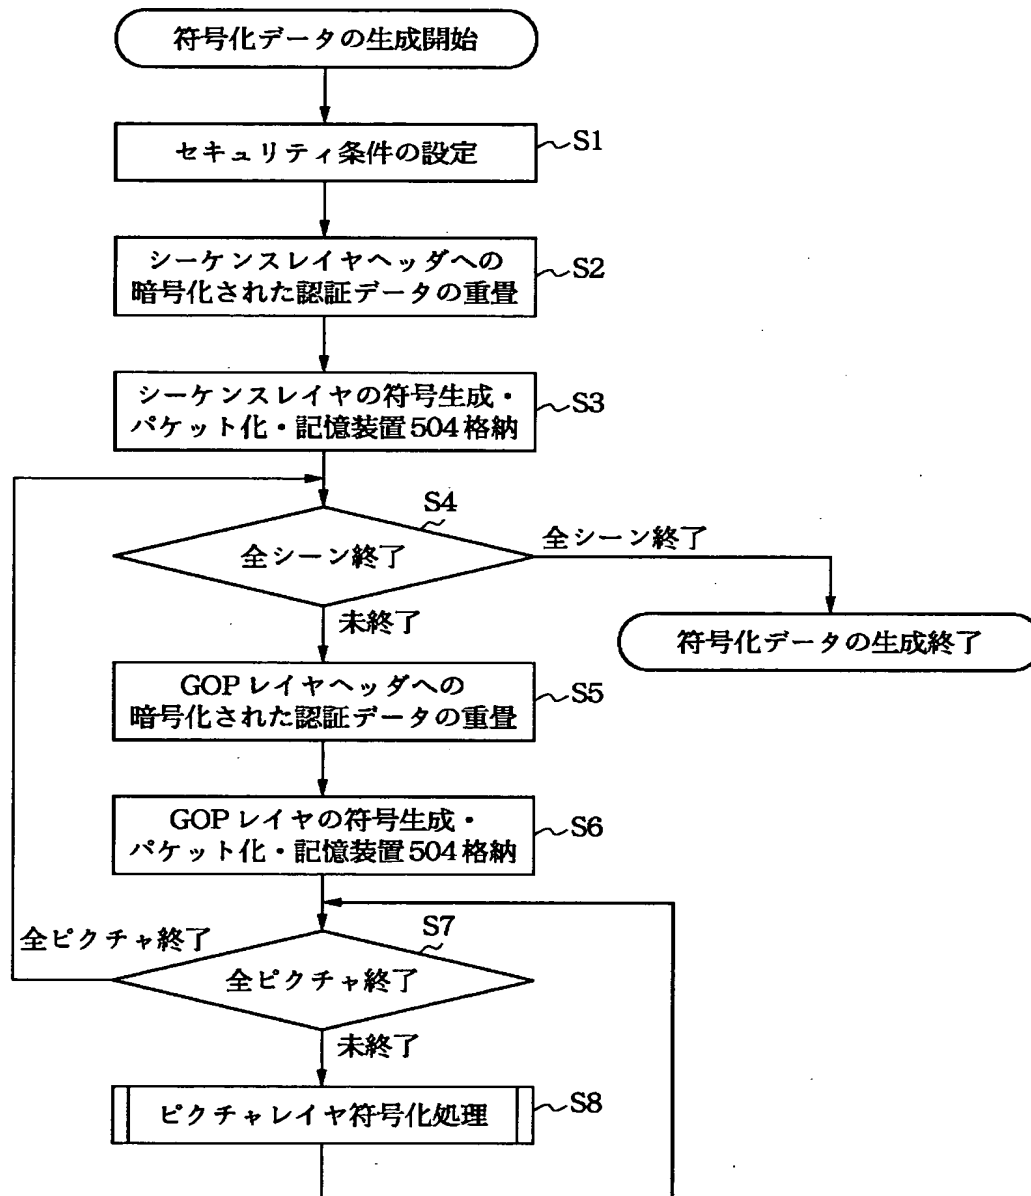 符号化データの生成開始
セキュリティ条件の設定
S1
シーケンスレイヤヘッダへの
暗号化された認証データの重畳
S2
シーケンスレイヤの符号生成・
パケット化・記憶装置504格納
S3
S4
全シーン終了
全シーン終了
未終了
符号化データの生成終了
GOPレイヤヘッダへの
暗号化された認証データの重畳
S5
GOPレイヤの符号生成・
パケット化・記憶装置504格納
S6
S7
全ピクチャ終了
全ピクチャ終了
未終了
ピクチャレイヤ符号化処理
S8